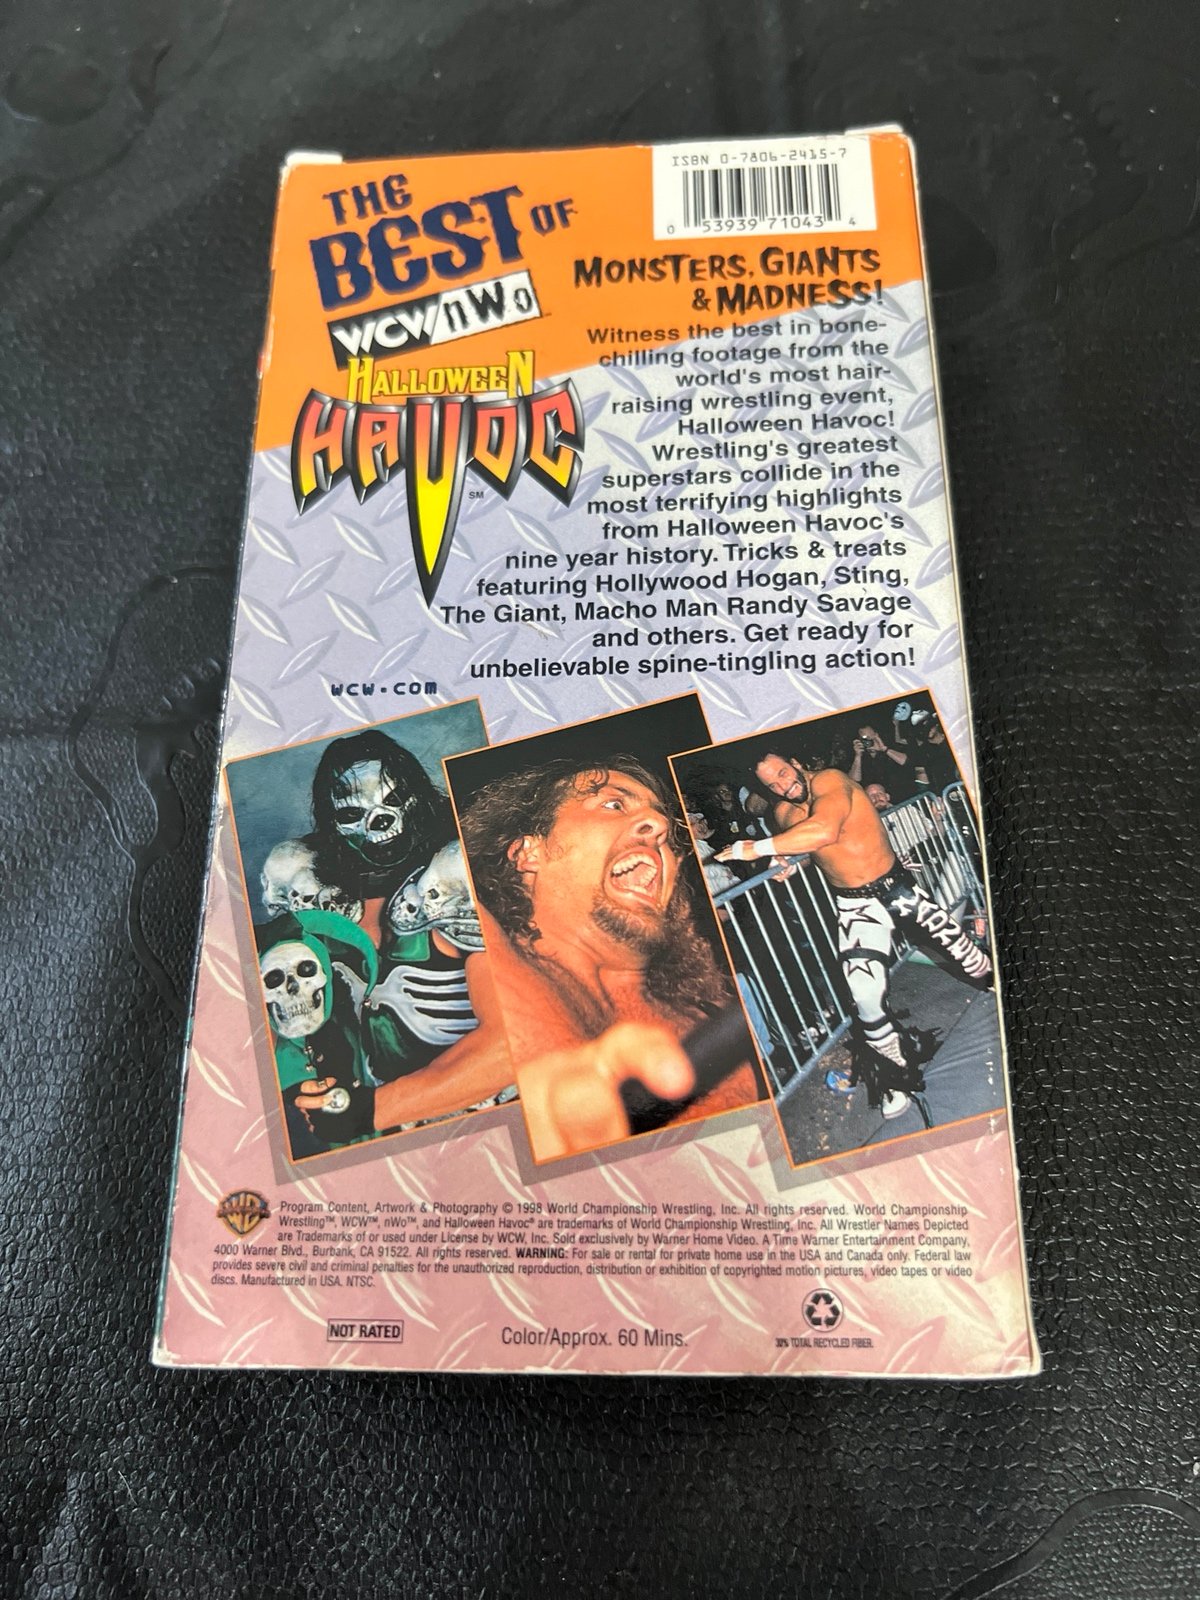 ISBN 0-7806-2415-7
0 53939 71043 4
THE
BEST OF
WCW/nWo
HALLOWEEN
HAVOC
SM
MONSTERS, GIANTS
& MADNESS!
Witness the best in bone-
chilling footage from the
world's most hair-
raising wrestling event,
Halloween Havoc!
Wrestling's greatest
superstars collide in the
most terrifying highlights
from Halloween Havoc's
nine year history. Tricks & treats
featuring Hollywood Hogan, Sting,
The Giant, Macho Man Randy Savage
and others. Get ready for
unbelievable spine-tingling action!
wcw.com
WB
Program Content, Artwork & Photography © 1998 World Championship Wrestling, Inc. All rights reserved. World Championship
Wrestling™, WCW™, nWo™, and Halloween Havoc® are trademarks of World Championship Wrestling, Inc. All Wrestler Names Depicted
are Trademarks of or used under License by WCW, Inc. Sold exclusively by Warner Home Video. A Time Warner Entertainment Company,
4000 Warner Blvd., Burbank, CA 91522. All rights reserved. WARNING: For sale or rental for private home use in the USA and Canada only. Federal law
provides severe civil and criminal penalties for the unauthorized reproduction, distribution or exhibition of copyrighted motion pictures, video tapes or video
discs. Manufactured in USA. NTSC.
NOT RATED
Color/Approx. 60 Mins.
30% TOTAL RECYCLED FIBER.